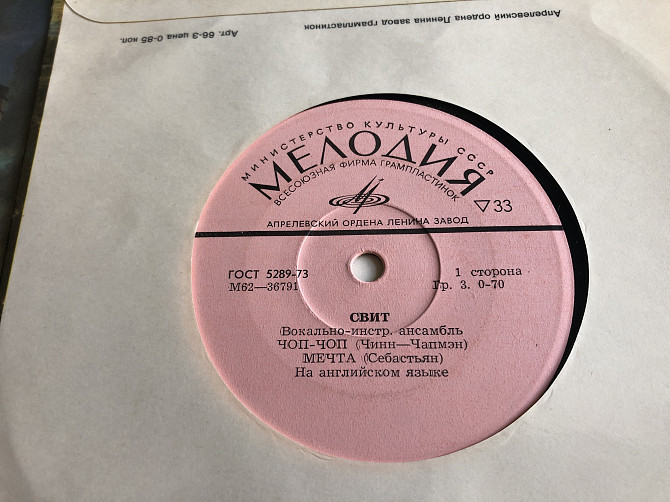 Апрелевский ордена Ленина завод грампластинок
Арт. 66-3 цена 0-85 коп.
МИНИСТЕРСТВО КУЛЬТУРЫ СССР
МЕЛОДИЯ
ВСЕСОЮЗНАЯ ФИРМА ГРАМПЛАСТИНОК
33
АПРЕЛЕВСКИЙ ОРДЕНА ЛЕНИНА ЗАВОД
ГОСТ 5289-73 1 сторона
М62—36791 Гр. 3. 0-70
СВИТ
(Вокально-инстр. ансамбль
ЧОП-ЧОП (Чинн—Чапмэн)
МЕЧТА (Себастьян)
На английском языке